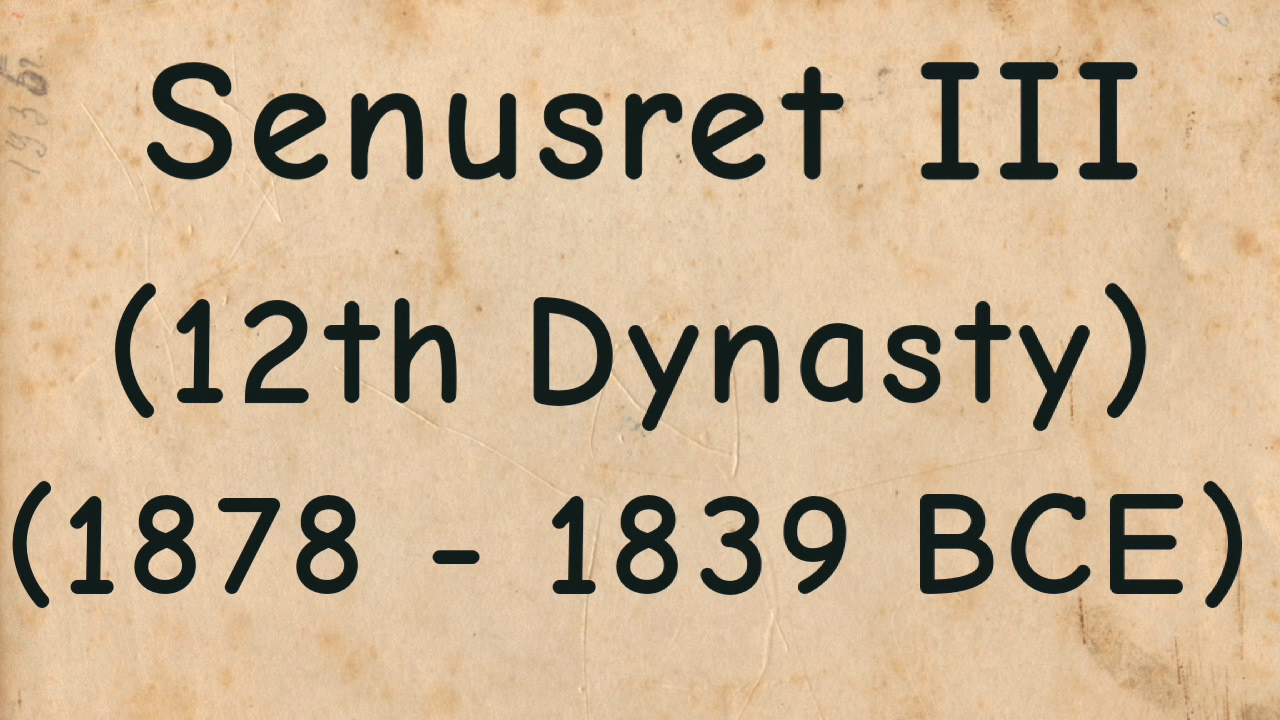 Senusret III
(12th Dynasty)
(1878 - 1839 BCE)